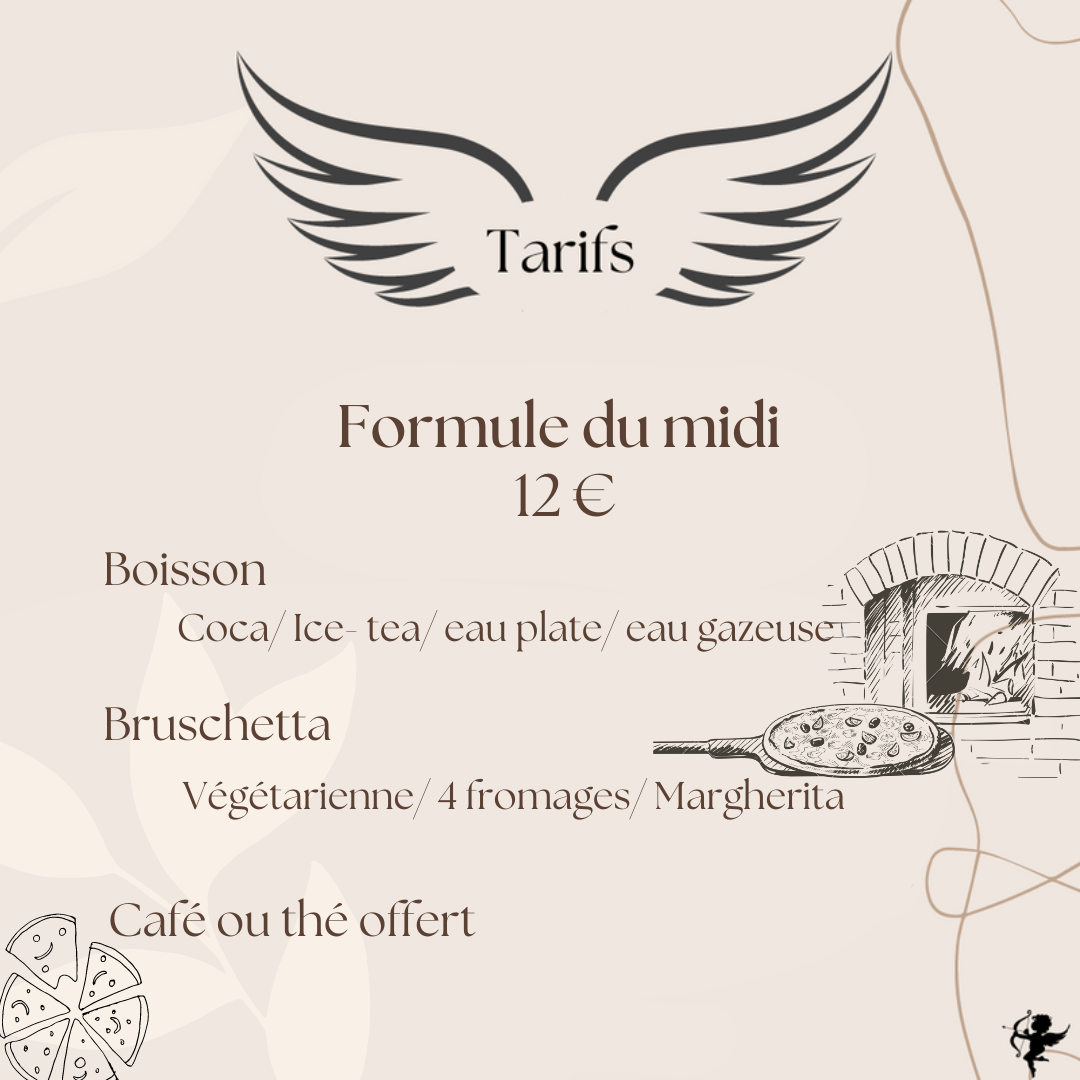 Tarifs
Formule du midi
12 €
Boisson
Coca/ Ice- tea/ eau plate/ eau gazeuse
Bruschetta
Végétarienne/ 4 fromages/ Margherita
Café ou thé offert